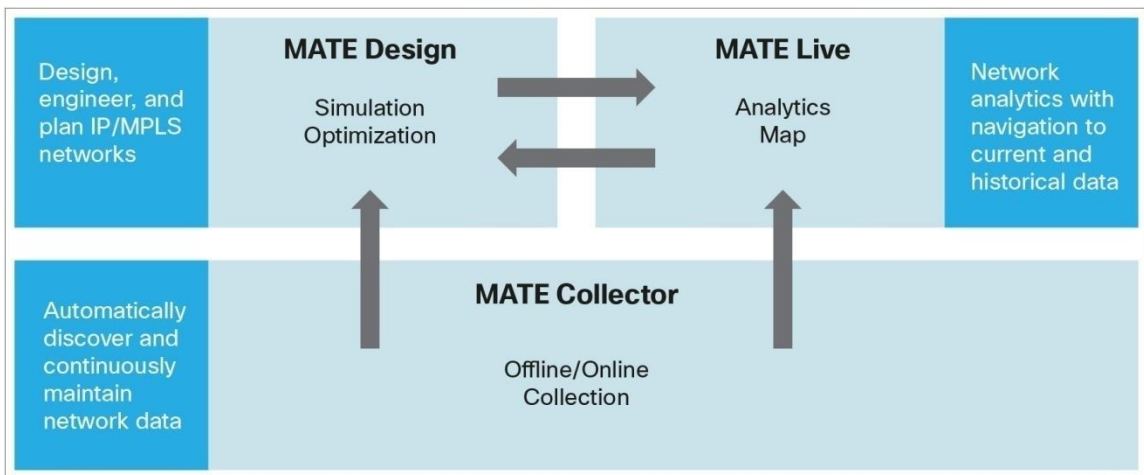 Design,
engineer, and
plan IP/MPLS
networks
MATE Design
Simulation
Optimization
MATE Live
Analytics
Map
Network
analytics with
navigation to
current and
historical data
Automatically
discover and
continuously
maintain
network data
MATE Collector
Offline/Online
Collection